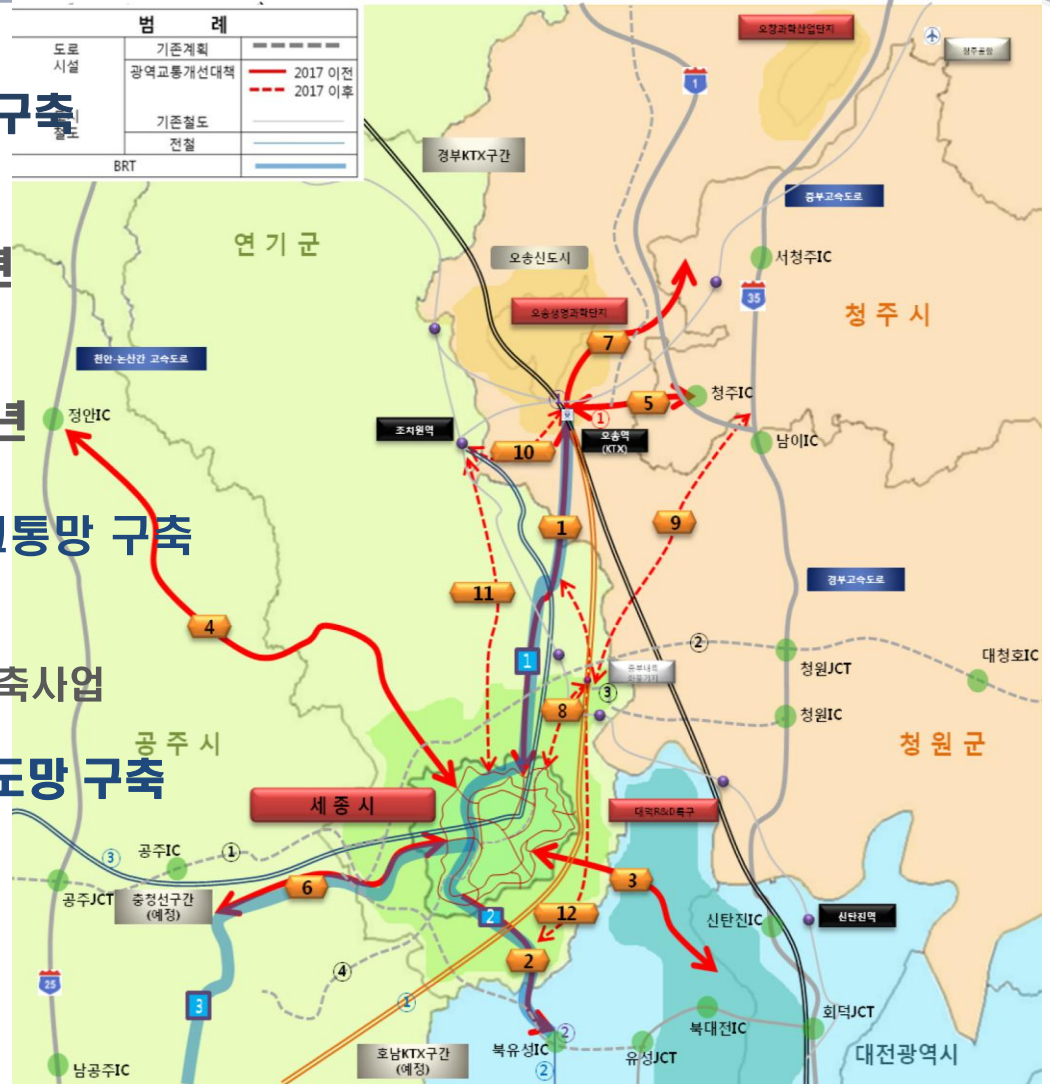 범 례
도로
시설
기존계획
광역교통개선대책
2017 이전
2017 이후
철도
기존철도
전철
BRT
구축
년
년
교통망 구축
축사업
도망 구축
오창과학산업단지
청주공항
1
경부KTX구간
중부고속도로
연 기 군
오송신도시
서청주IC
35
오송생명과학단지
청 주 시
7
천안-논산간 고속도로
정안IC
청주IC
5
①
조치원역
오송역
(KTX)
남이IC
10
1
9
경부고속도로
11
4
②
1
청원JCT
대청호IC
중부내륙
화물기지
③
8
청원IC
공 주 시
청 원 군
세 종 시
대덕R&D특구
공주IC
①
③
6
3
공주JCT
충청선구간
(예정)
2
12
신탄진IC
신탄진역
2
④
25
3
①
북대전IC
회덕JCT
②
호남KTX구간
(예정)
북유성IC
유성JCT
대전광역시
②
남공주IC